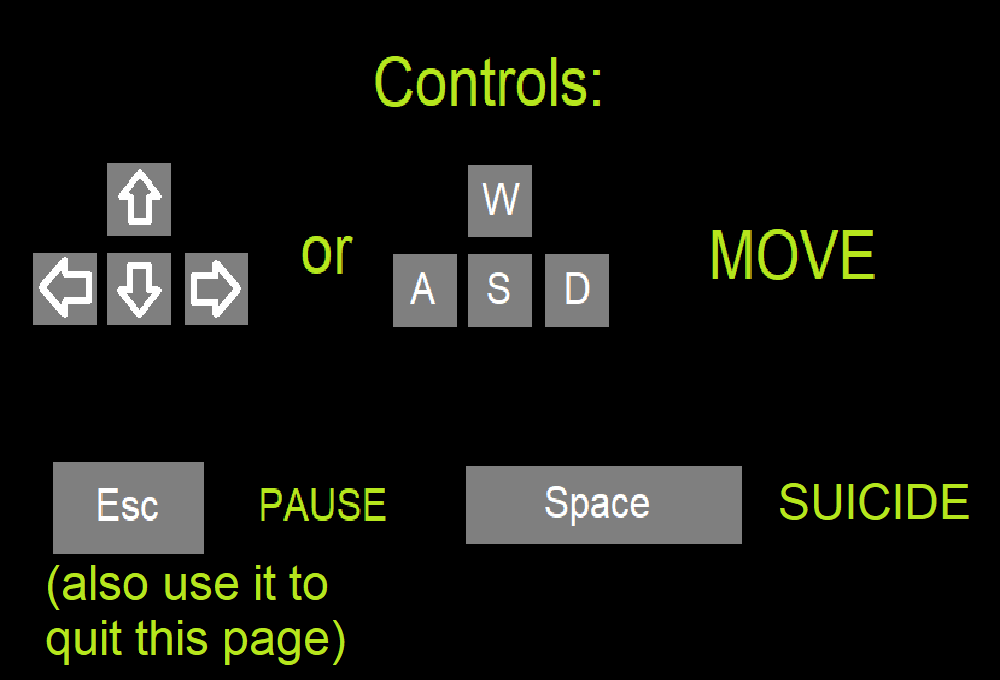 Controls:
W
or
MOVE
A S D
Esc PAUSE Space SUICIDE
(also use it to
quit this page)